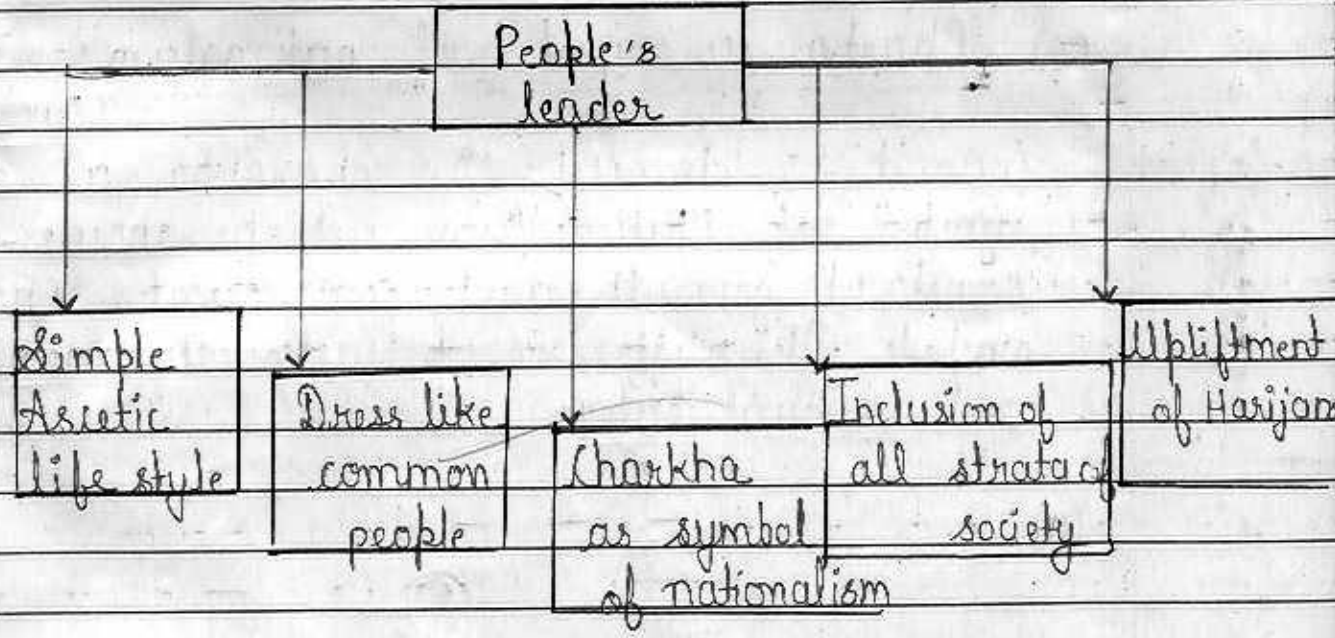 People's
leader
Simple
Ascetic
life style
Dress like
common
people
Charkha
as symbol
of nationalism
Inclusion of
all strata of
society
Upliftment
of Harijan